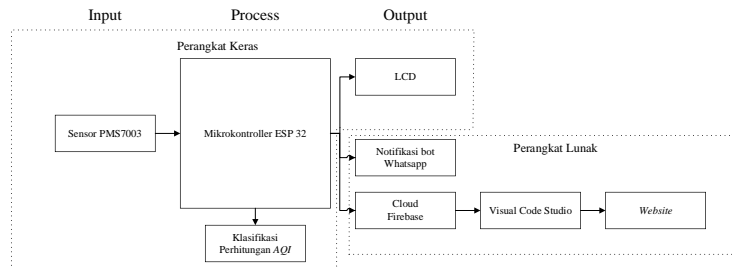 Input
Process
Output
Perangkat Keras
LCD
Sensor PMS7003
Mikrokontroller ESP 32
Perangkat Lunak
Notifikasi bot
Whatsapp
Cloud
Firebase
Visual Code Studio
Website
Klasifikasi
Perhitungan AQI